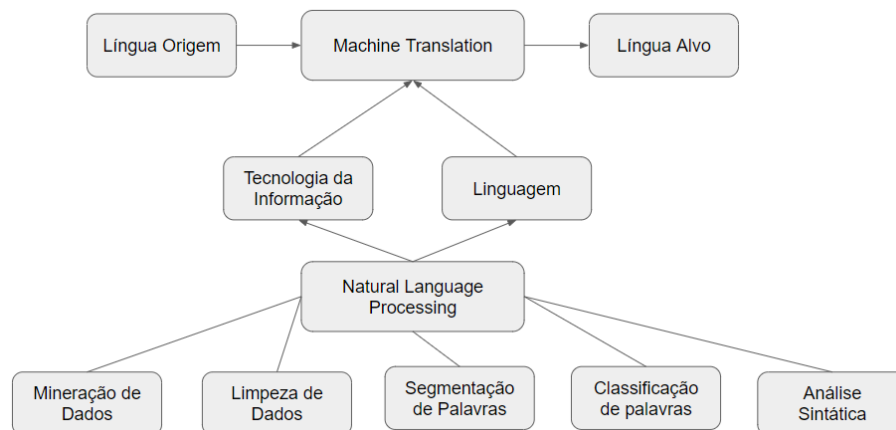 Língua Origem
Machine Translation
Língua Alvo
Tecnologia da
Informação
Linguagem
Natural Language
Processing
Mineração de
Dados
Limpeza de
Dados
Segmentação
de Palavras
Classificação
de palavras
Análise
Sintática